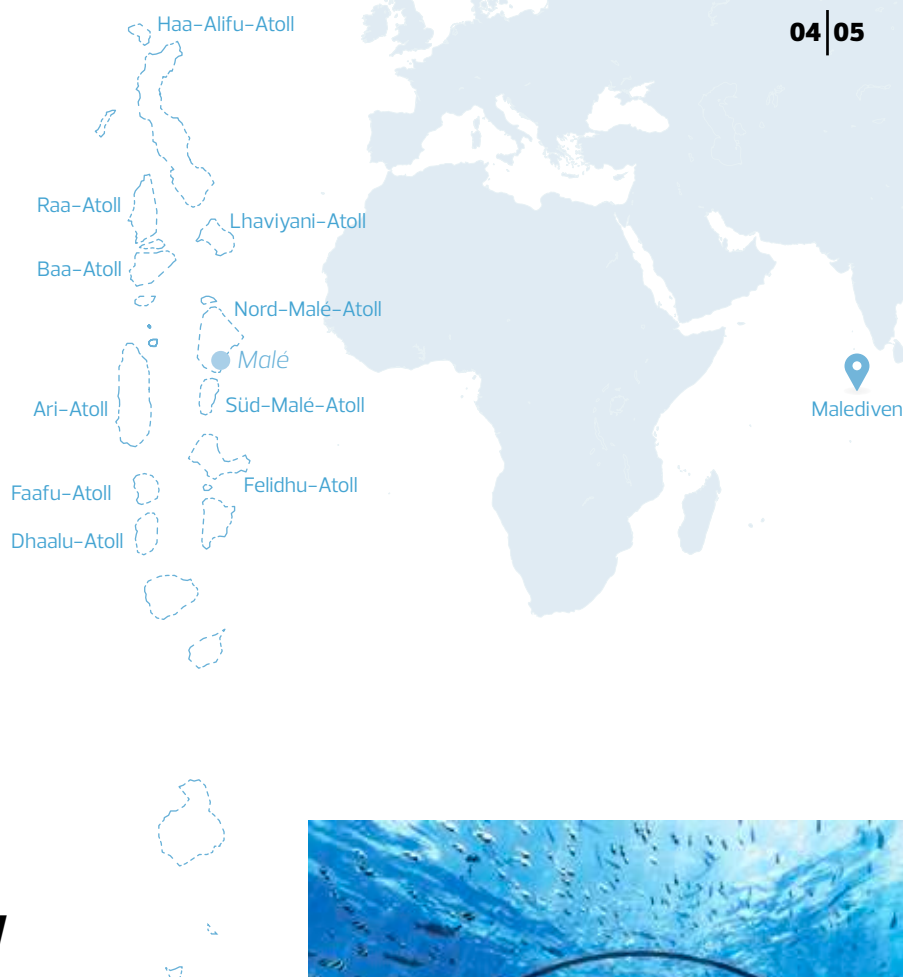 Haa-Alifu-Atoll
04|05
Raa-Atoll
Lhaviyani-Atoll
Baa-Atoll
Nord-Malé-Atoll
Malé
Ari-Atoll
Süd-Malé-Atoll
Malediven
Faafu-Atoll
Felidhu-Atoll
Dhaalu-Atoll